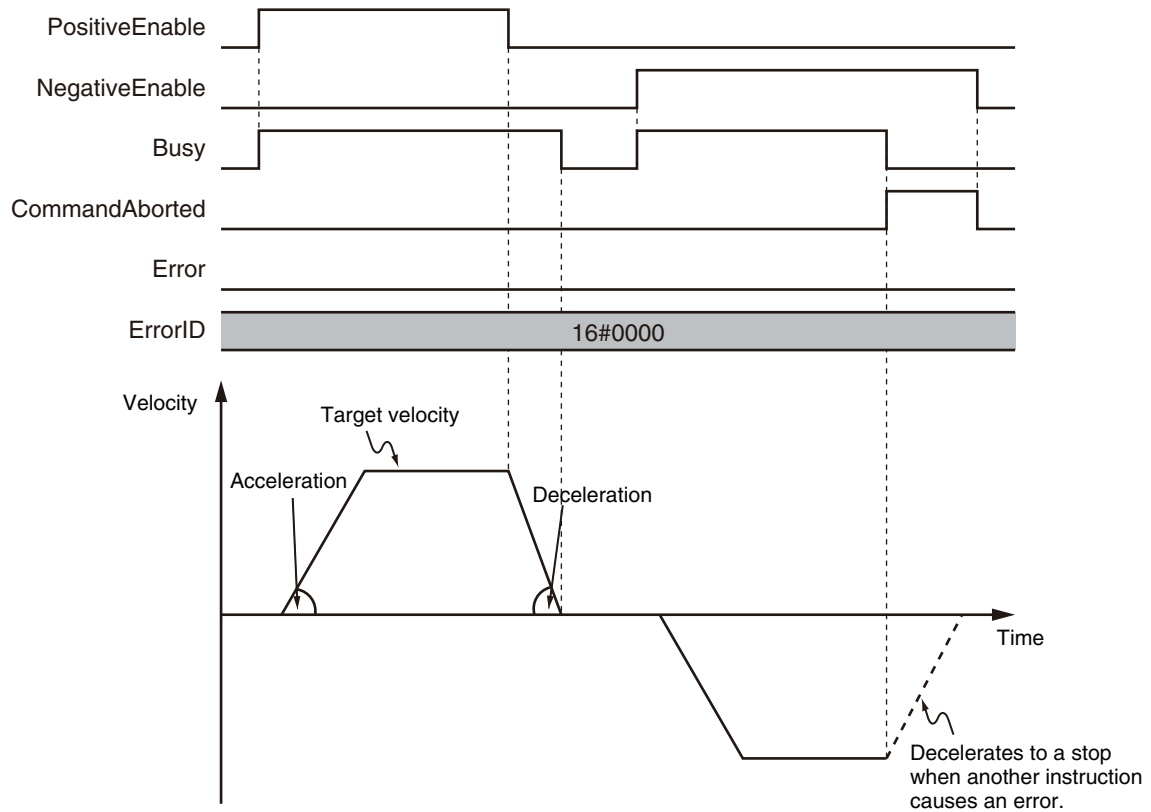 PositiveEnable
NegativeEnable
Busy
CommandAborted
Error
ErrorID
16#0000
Velocity
Target velocity
Acceleration
Deceleration
Time
Decelerates to a stop
when another instruction
causes an error.